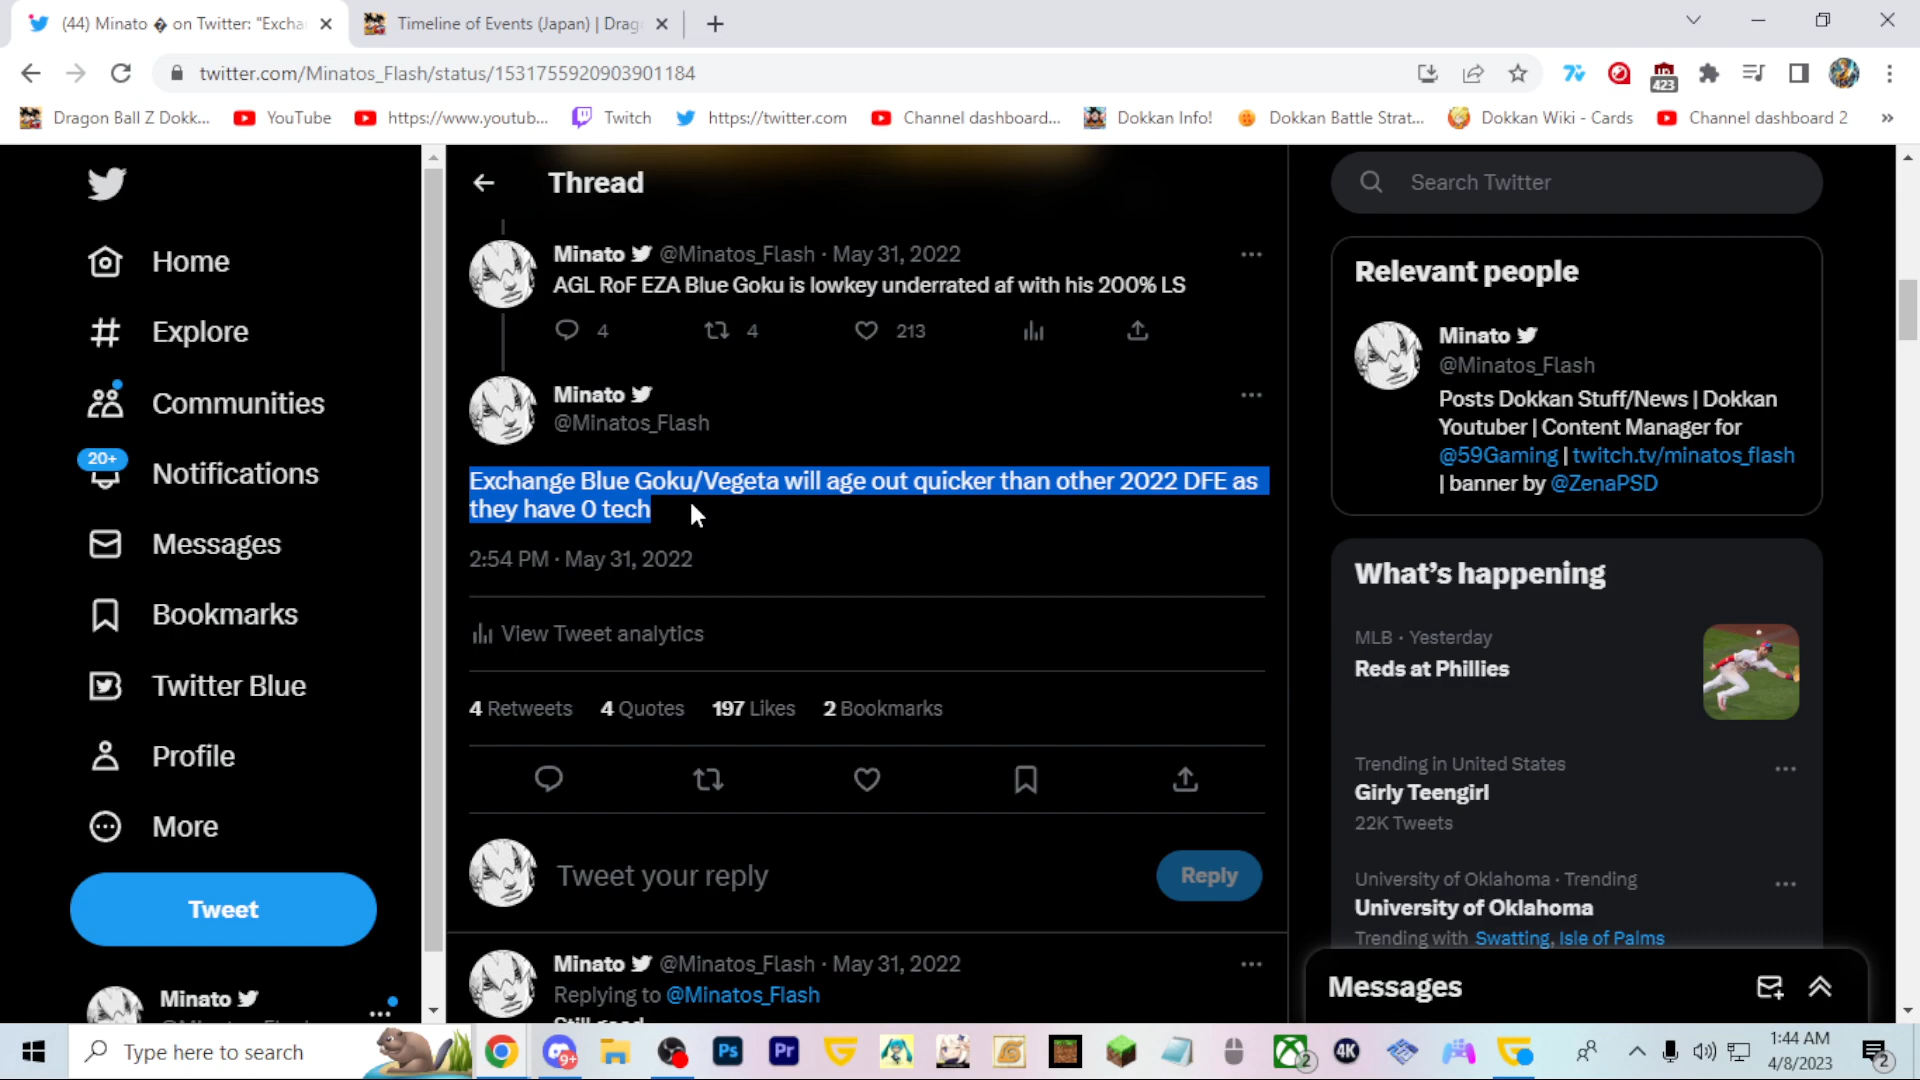 (44) Minato � on Twitter: "Excha
Timeline of Events (Japan) | Drag
twitter.com/Minatos_Flash/status/1531755920903901184
423
Dragon Ball Z Dokk...
YouTube
https://www.youtub...
Twitch
https://twitter.com
Channel dashboard...
Dokkan Info!
Dokkan Battle Strat...
Dokkan Wiki - Cards
Channel dashboard 2
»
Home
Explore
Communities
20+
Notifications
Messages
Bookmarks
Twitter Blue
Profile
More
Tweet
Minato
Thread
Minato @Minatos_Flash · May 31, 2022
AGL RoF EZA Blue Goku is lowkey underrated af with his 200% LS
4 4 213
Minato
@Minatos_Flash
Exchange Blue Goku/Vegeta will age out quicker than other 2022 DFE as
they have 0 tech
2:54 PM · May 31, 2022
View Tweet analytics
4 Retweets 4 Quotes 197 Likes 2 Bookmarks
Tweet your reply
Reply
Minato @Minatos_Flash · May 31, 2022
Replying to @Minatos_Flash
Still good
Search Twitter
Relevant people
Minato
@Minatos_Flash
Posts Dokkan Stuff/News | Dokkan
Youtuber | Content Manager for
@59Gaming | twitch.tv/minatos_flash
| banner by @ZenaPSD
What's happening
MLB · Yesterday
Reds at Phillies
Trending in United States
Girly Teengirl
22K Tweets
University of Oklahoma · Trending
University of Oklahoma
Trending with Swatting, Isle of Palms
Messages
Type here to search
9+
Ps
Pr
2
4K
1:44 AM
4/8/2023
2